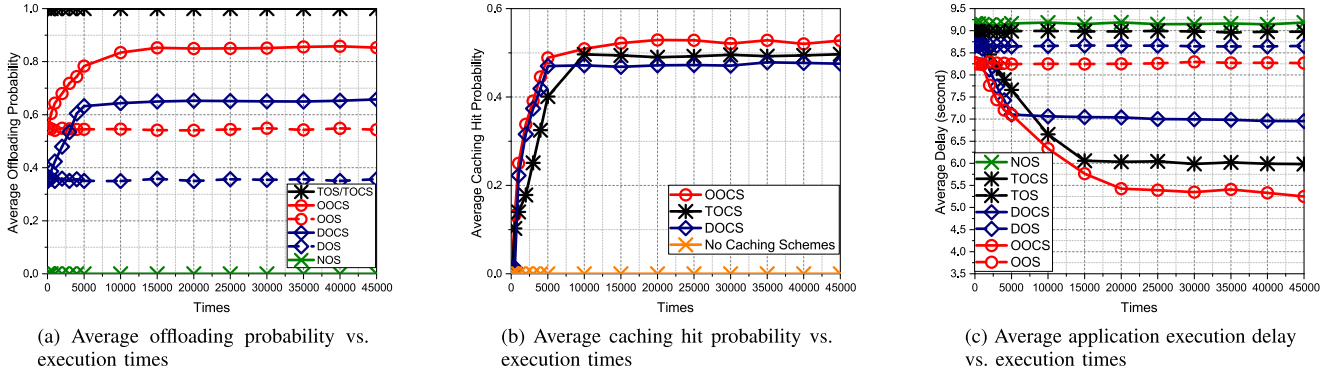 Average Offloading Probability
1,0
0,8
0,6
0,4
0,2
0,0
TOS/TOCS
OOCS
OOS
DOCS
DOS
NOS
0 5000 10000 15000 20000 25000 30000 35000 40000 45000
Times
(a) Average offloading probability vs.
execution times
Average Caching Hit Probability
0,6
0,4
0,2
0,0
OOCS
TOCS
DOCS
No Caching Schemes
0 5000 10000 15000 20000 25000 30000 35000 40000 45000
Times
(b) Average caching hit probability vs.
execution times
Average Delay (second)
9,5
9,0
8,5
8,0
7,5
7,0
6,5
6,0
5,5
5,0
4,5
4,0
3,5
NOS
TOCS
TOS
DOCS
DOS
OOCS
OOS
0 5000 10000 15000 20000 25000 30000 35000 40000 45000
Times
(c) Average application execution delay
vs. execution times